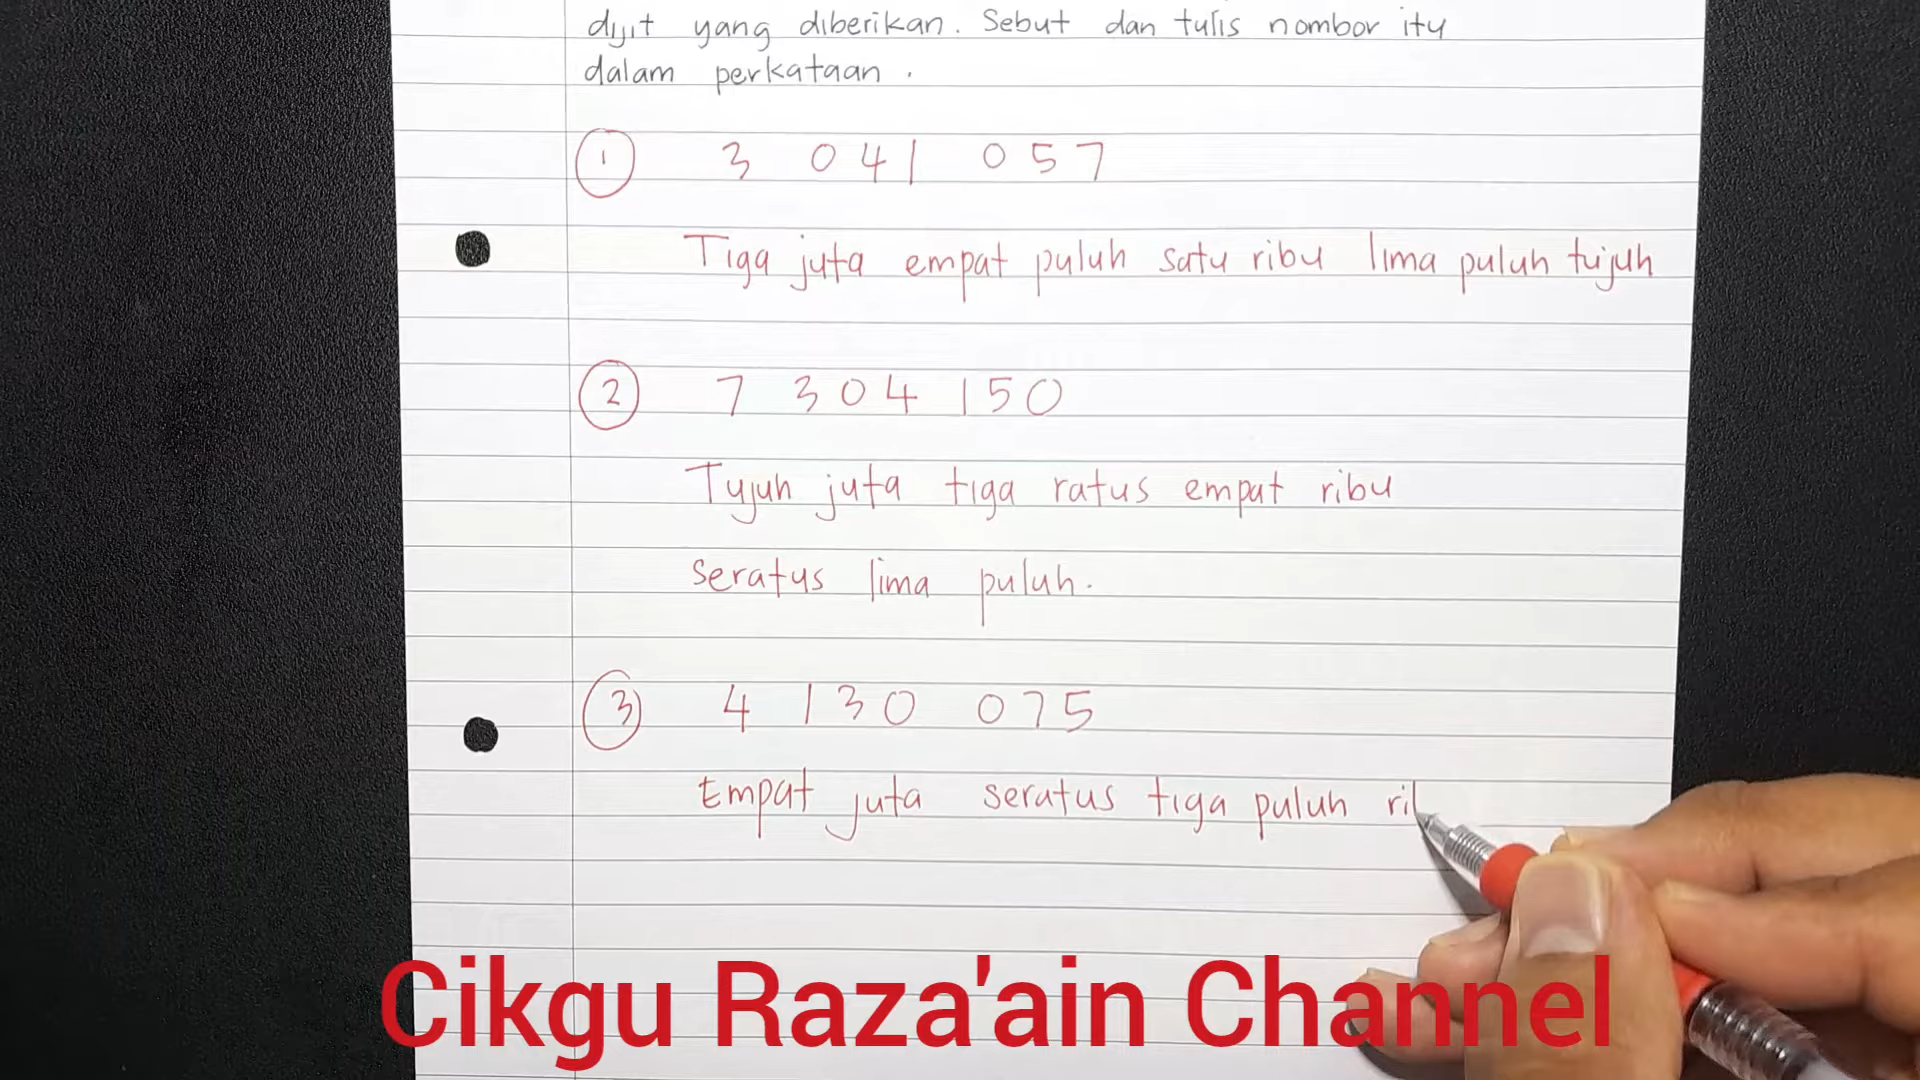 dijit yang diberikan. Sebut dan tulis nombor itu
dalam perkataan.
1 3 041 057
Tiga juta empat puluh satu ribu lima puluh tujuh
2 7 304 150
Tujuh juta tiga ratus empat ribu
seratus lima puluh.
3 4 130 075
Empat juta seratus tiga puluh rib
Cikgu Raza'ain Channel